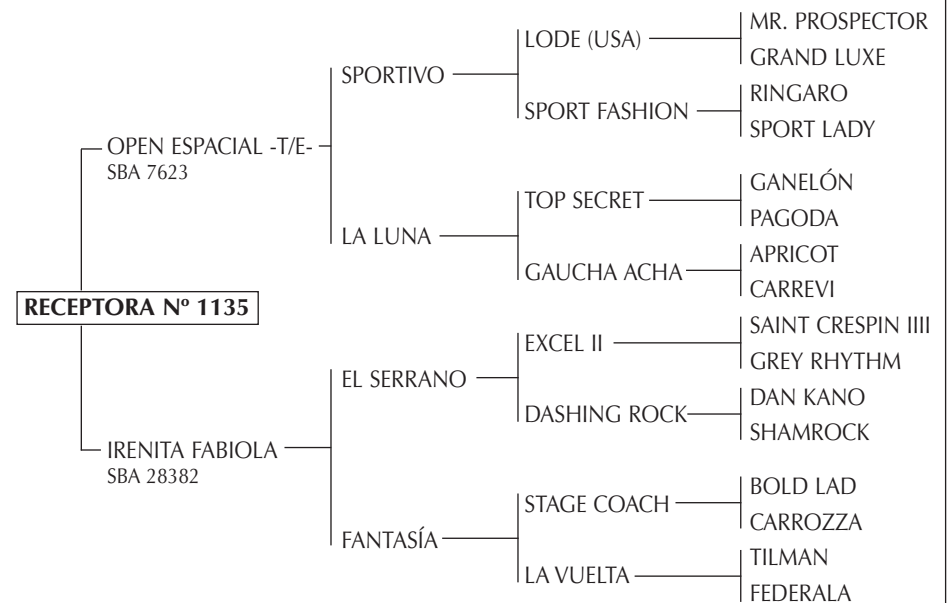 MR. PROSPECTOR
LODE (USA)
GRAND LUXE
SPORTIVO
RINGARO
SPORT FASHION
SPORT LADY
OPEN ESPACIAL -T/E-
SBA 7623
GANELÓN
TOP SECRET
PAGODA
LA LUNA
APRICOT
GAUCHA ACHA
CARREVI
RECEPTORA Nº 1135
SAINT CRESPIN IIII
EXCEL II
GREY RHYTHM
EL SERRANO
DAN KANO
DASHING ROCK
SHAMROCK
IRENITA FABIOLA
SBA 28382
BOLD LAD
STAGE COACH
CARROZZA
FANTASÍA
TILMAN
LA VUELTA
FEDERALA